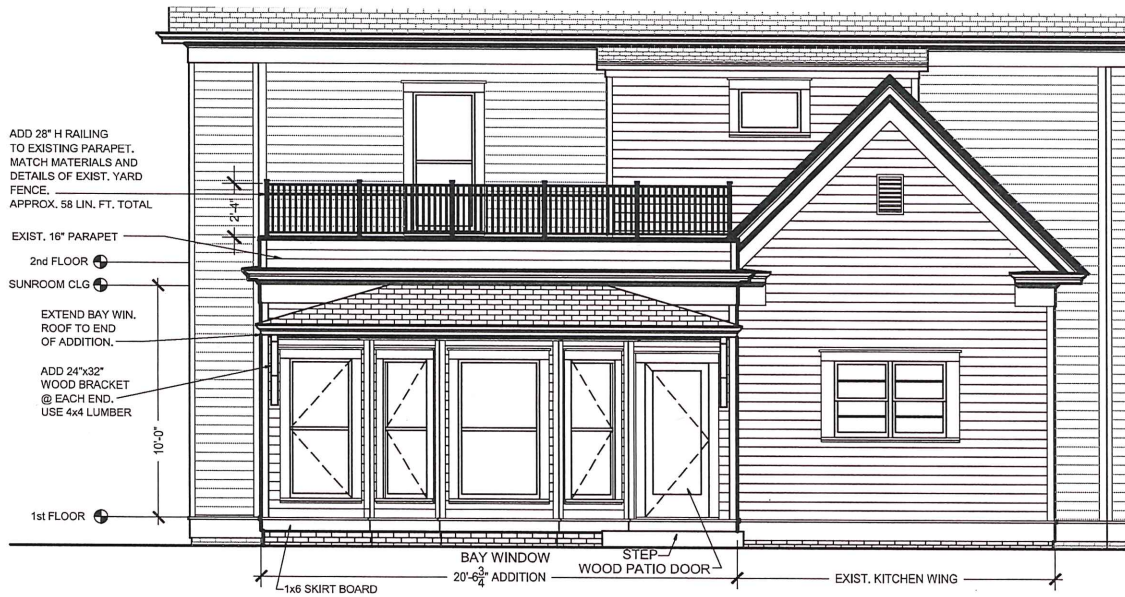 ADD 28" H RAILING
TO EXISTING PARAPET.
MATCH MATERIALS AND
DETAILS OF EXIST. YARD
FENCE.
APPROX. 58 LIN. FT. TOTAL
2'-4"
EXIST. 16" PARAPET
2nd FLOOR
SUNROOM CLG
EXTEND BAY WIN.
ROOF TO END
OF ADDITION.
ADD 24"x32"
WOOD BRACKET
@ EACH END.
USE 4x4 LUMBER
10'-0"
1st FLOOR
BAY WINDOW
STEP
WOOD PATIO DOOR
20'-6 3/4" ADDITION
EXIST. KITCHEN WING
1x6 SKIRT BOARD